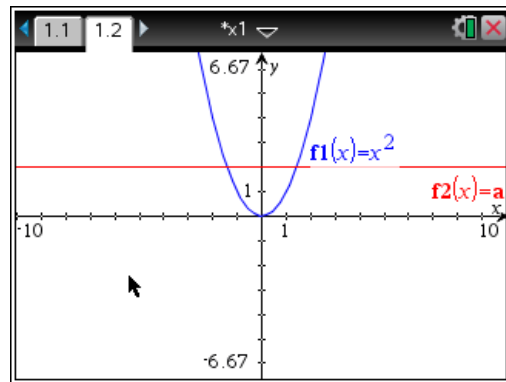 1.1 1.2 *x1
6.67 y
f1(x)=x²
1
f2(x)=a
x
-10 1 10
-6.67